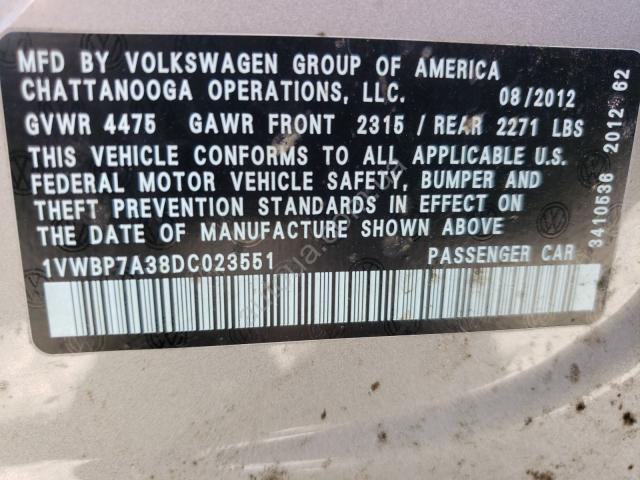 MFD BY VOLKSWAGEN GROUP OF AMERICA
CHATTANOOGA OPERATIONS, LLC. 08/2012
GVWR 4475 GAWR FRONT 2315 / REAR 2271 LBS
THIS VEHICLE CONFORMS TO ALL APPLICABLE U.S.
FEDERAL MOTOR VEHICLE SAFETY, BUMPER AND
THEFT PREVENTION STANDARDS IN EFFECT ON
THE DATE OF MANUFACTURE SHOWN ABOVE
1VWBP7A38DC023551 PASSENGER CAR
3410536 2012 62